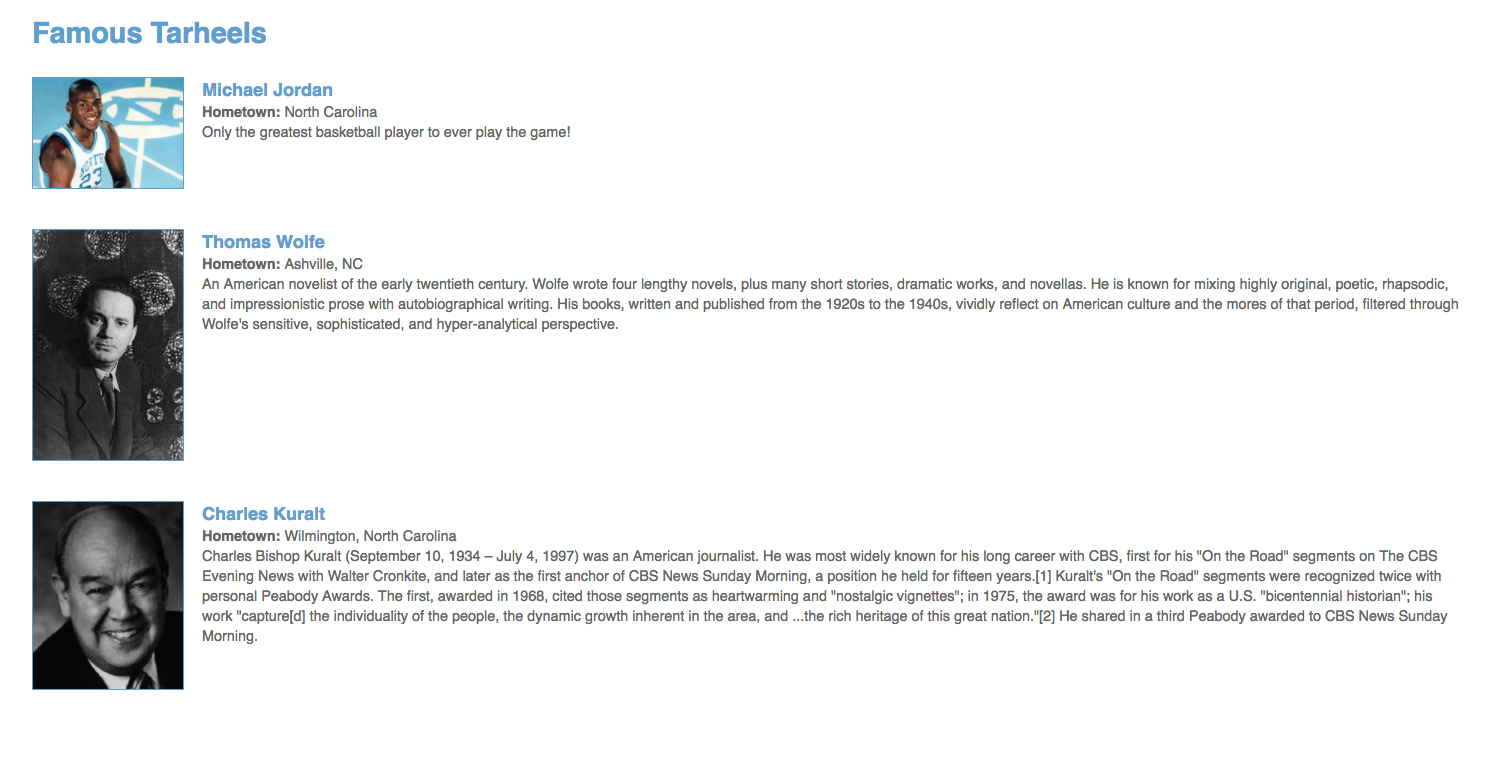 Famous Tarheels
Michael Jordan
Hometown: North Carolina
Only the greatest basketball player to ever play the game!
NORTH
23
Thomas Wolfe
Hometown: Ashville, NC
An American novelist of the early twentieth century. Wolfe wrote four lengthy novels, plus many short stories, dramatic works, and novellas. He is known for mixing highly original, poetic, rhapsodic,
and impressionistic prose with autobiographical writing. His books, written and published from the 1920s to the 1940s, vividly reflect on American culture and the mores of that period, filtered through
Wolfe's sensitive, sophisticated, and hyper-analytical perspective.
Charles Kuralt
Hometown: Wilmington, North Carolina
Charles Bishop Kuralt (September 10, 1934 – July 4, 1997) was an American journalist. He was most widely known for his long career with CBS, first for his "On the Road" segments on The CBS
Evening News with Walter Cronkite, and later as the first anchor of CBS News Sunday Morning, a position he held for fifteen years.[1] Kuralt's "On the Road" segments were recognized twice with
personal Peabody Awards. The first, awarded in 1968, cited those segments as heartwarming and "nostalgic vignettes"; in 1975, the award was for his work as a U.S. "bicentennial historian"; his
work "capture[d] the individuality of the people, the dynamic growth inherent in the area, and ...the rich heritage of this great nation."[2] He shared in a third Peabody awarded to CBS News Sunday
Morning.